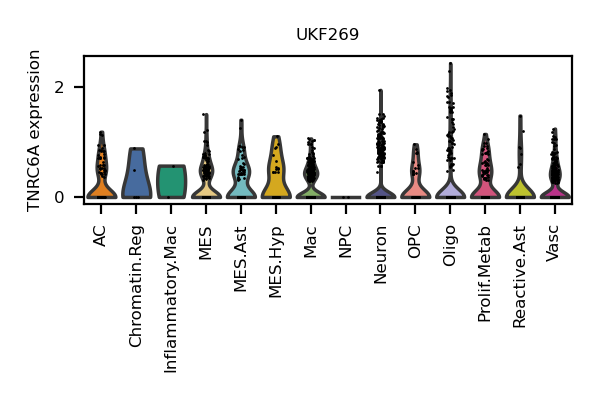 UKF269
TNRC6A expression
2
0
AC
Chromatin.Reg
Inflammatory.Mac
MES
MES.Ast
MES.Hyp
Mac
NPC
Neuron
OPC
Oligo
Prolif.Metab
Reactive.Ast
Vasc